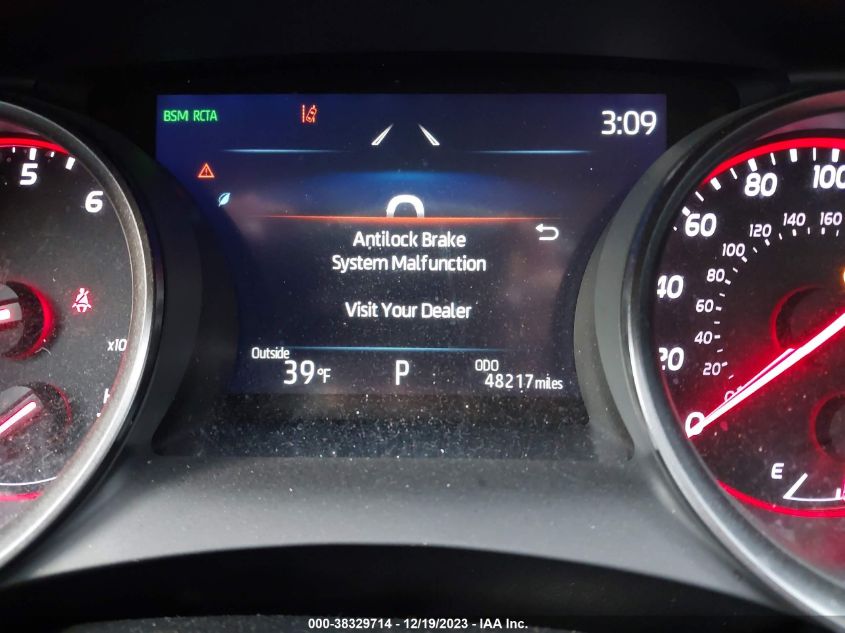 BSM RCTA
3:09
Antilock Brake
System Malfunction
Visit Your Dealer
Outside
39°F
P
ODO
48217 miles
5
6
x10
0
20
40
60
80
100
20
40
60
80
100
120
140
160
E
000-38329714 - 12/19/2023 - IAA Inc.